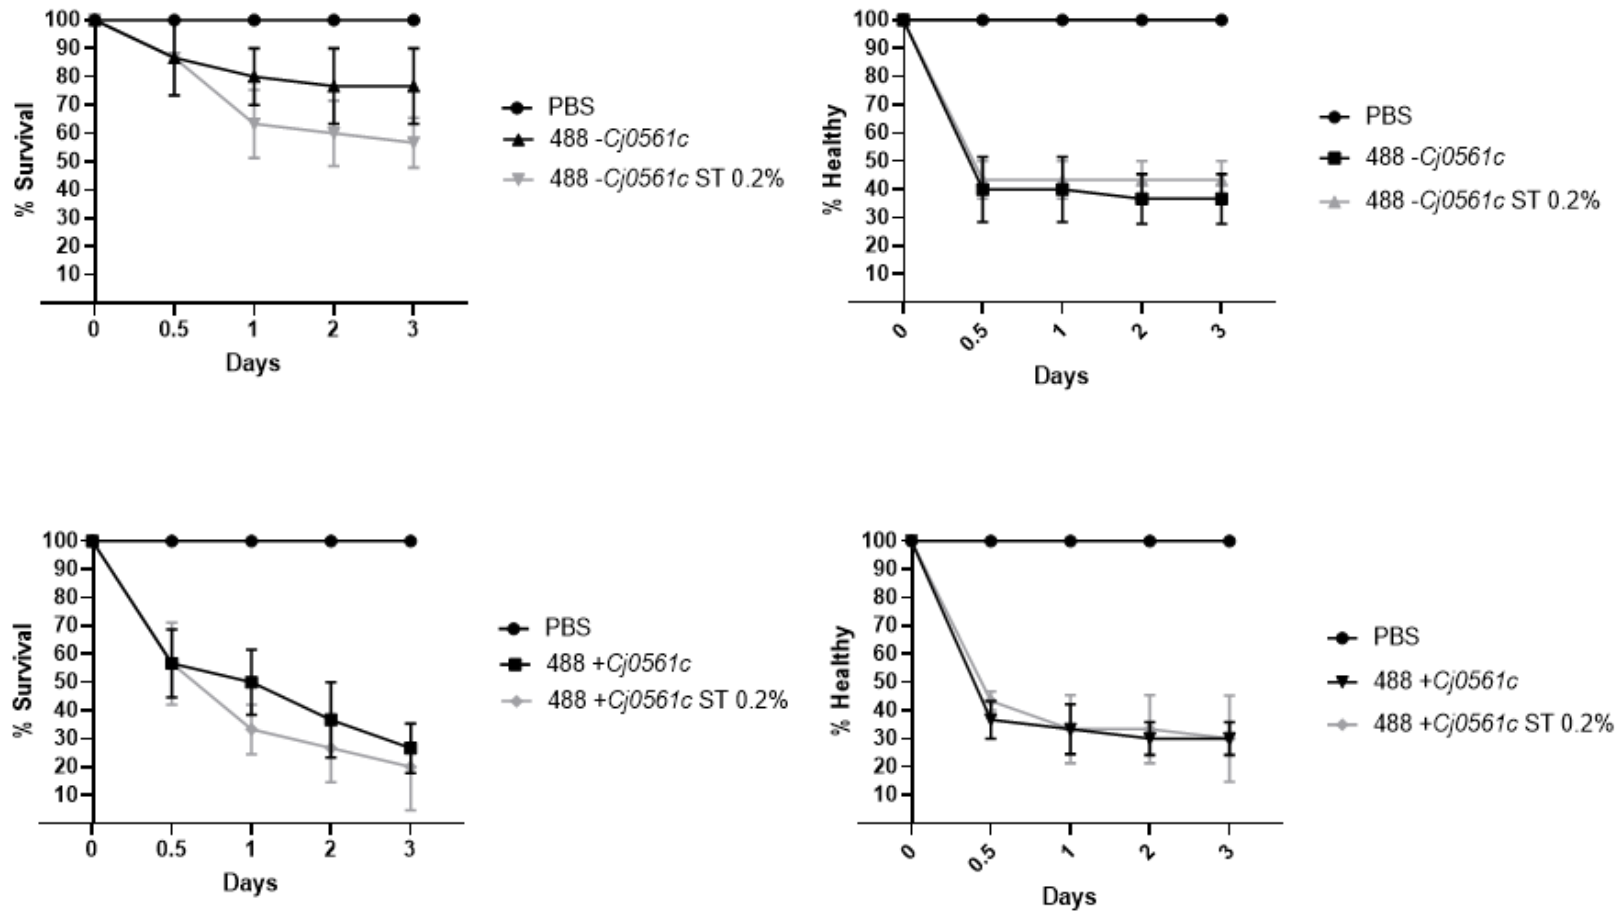 100
90
80
70
60
50
40
30
20
10
% Survival
0 0.5 1 2 3
Days
PBS
488 -Cj0561c
488 -Cj0561c ST 0.2%
100
90
80
70
60
50
40
30
20
10
% Healthy
0 0.5 1 2 3
Days
PBS
488 -Cj0561c
488 -Cj0561c ST 0.2%
100
90
80
70
60
50
40
30
20
10
% Survival
0 0.5 1 2 3
Days
PBS
488 +Cj0561c
488 +Cj0561c ST 0.2%
100
90
80
70
60
50
40
30
20
10
% Healthy
0 0.5 1 2 3
Days
PBS
488 +Cj0561c
488 +Cj0561c ST 0.2%